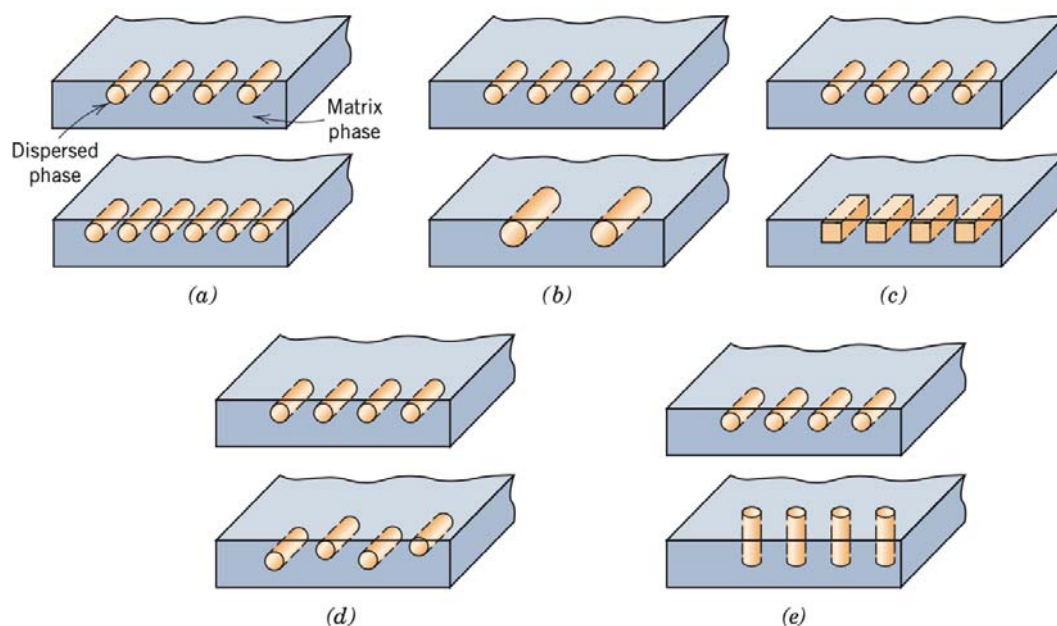 Matrix
phase
Dispersed
phase
(a)
(b)
(c)
(d)
(e)